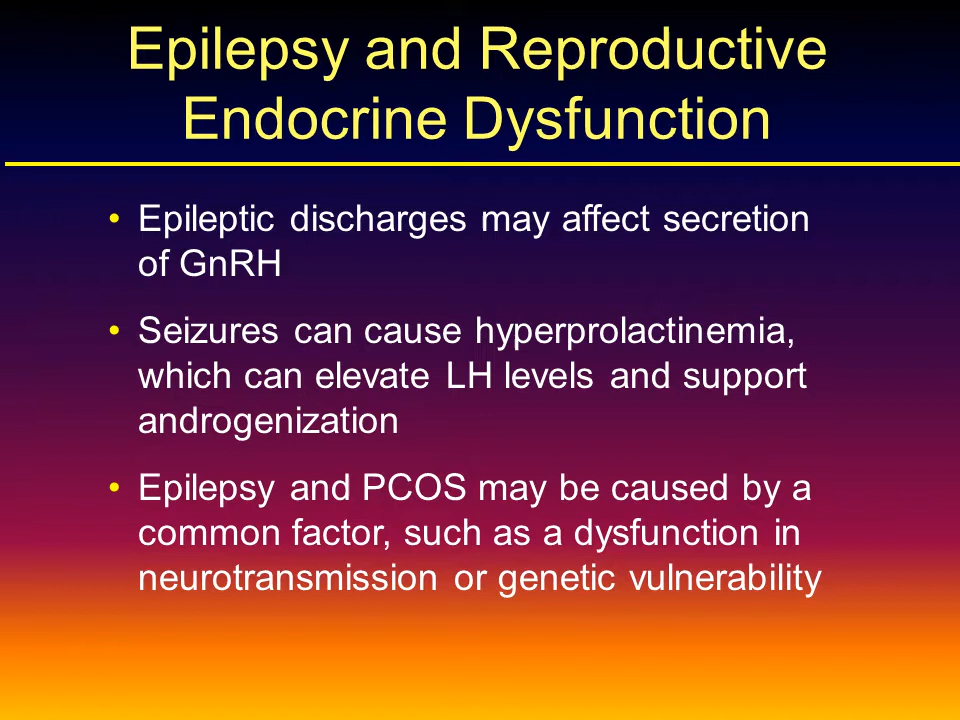 Epilepsy and Reproductive
Endocrine Dysfunction
• Epileptic discharges may affect secretion
of GnRH
• Seizures can cause hyperprolactinemia,
which can elevate LH levels and support
androgenization
• Epilepsy and PCOS may be caused by a
common factor, such as a dysfunction in
neurotransmission or genetic vulnerability